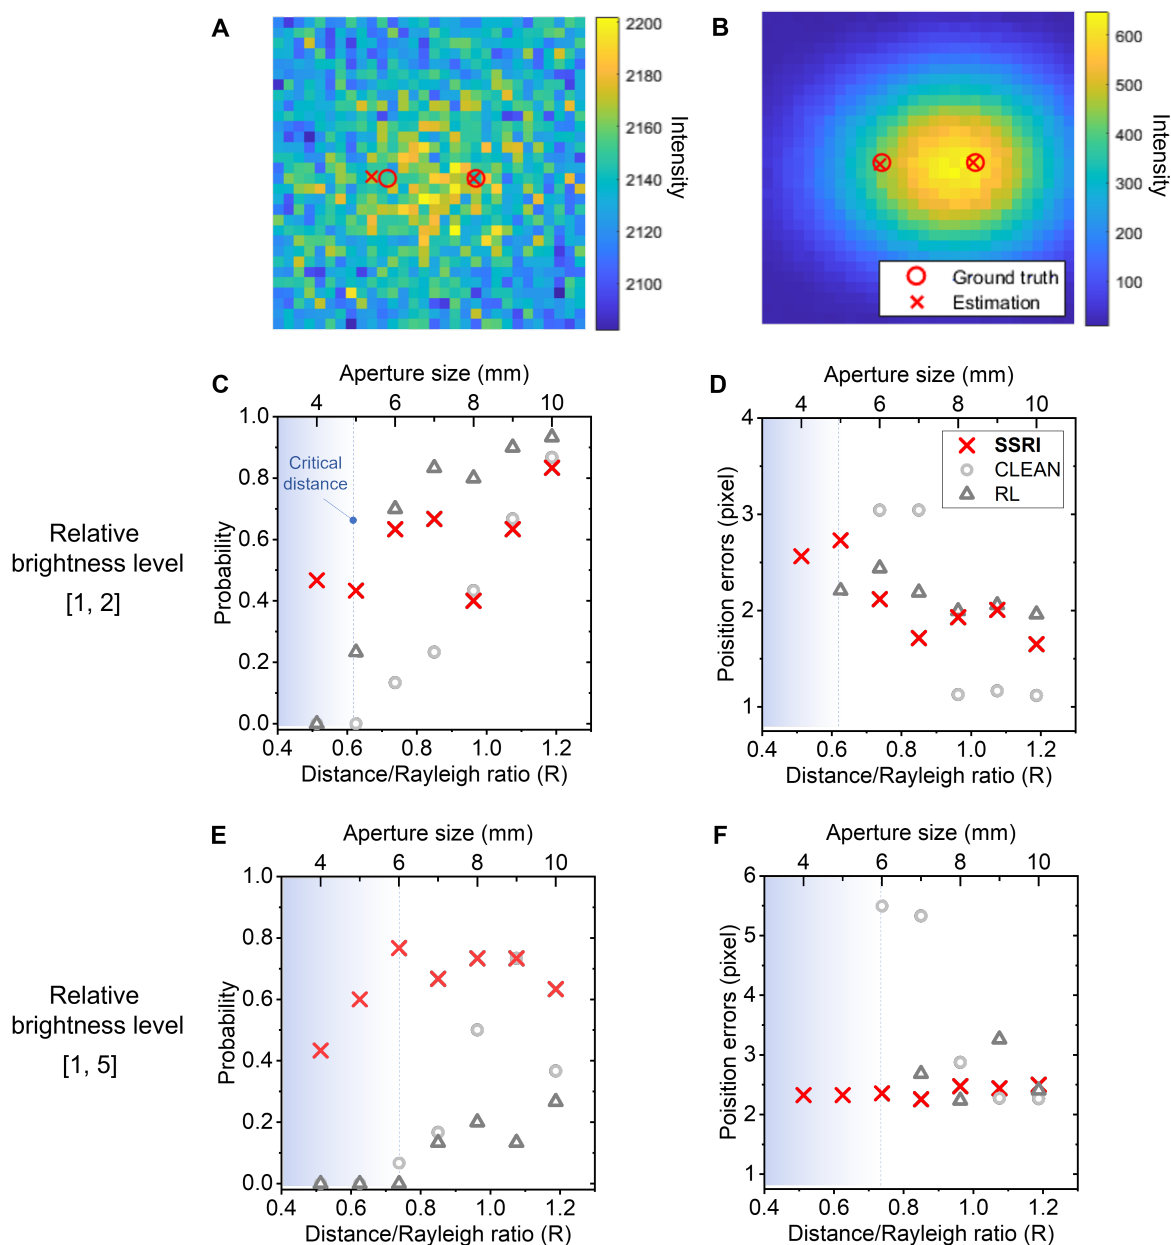 A
2200
2180
2160
2140
2120
2100
Intensity
B
600
500
400
300
200
100
Intensity
Ground truth
Estimation
Relative
brightness level
[1, 2]
C
Aperture size (mm)
4 6 8 10
1.0
0.8
0.6
0.4
0.2
0.0
Probability
Critical
distance
0.4 0.6 0.8 1.0 1.2
Distance/Rayleigh ratio (R)
D
Aperture size (mm)
4 6 8 10
4
3
2
1
Poisition errors (pixel)
SSRI
CLEAN
RL
0.4 0.6 0.8 1.0 1.2
Distance/Rayleigh ratio (R)
Relative
brightness level
[1, 5]
E
Aperture size (mm)
4 6 8 10
1.0
0.8
0.6
0.4
0.2
0.0
Probability
0.4 0.6 0.8 1.0 1.2
Distance/Rayleigh ratio (R)
F
Aperture size (mm)
4 6 8 10
6
5
4
3
2
1
Poisition errors (pixel)
0.4 0.6 0.8 1.0 1.2
Distance/Rayleigh ratio (R)